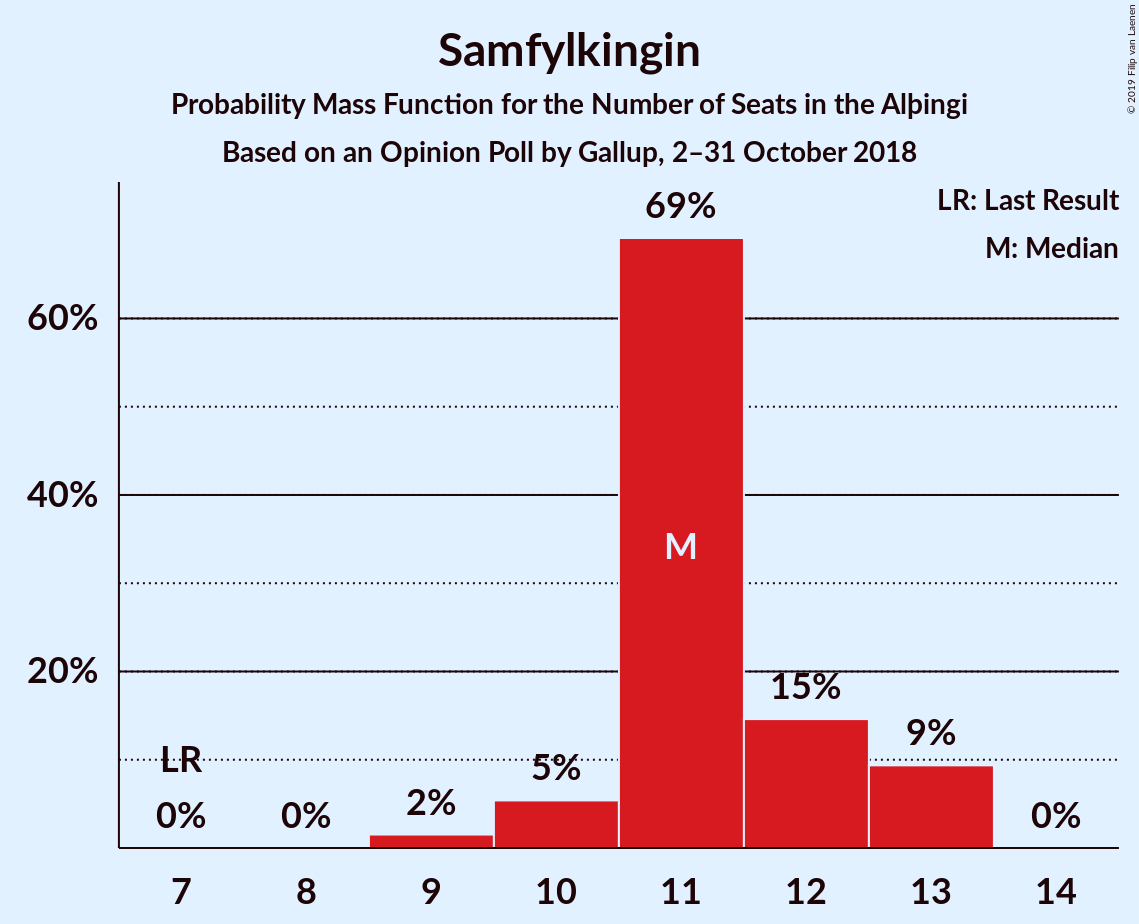 Samfylkingin
Probability Mass Function for the Number of Seats in the Alþingi
Based on an Opinion Poll by Gallup, 2–31 October 2018
© 2019 Filip van Laenen
LR: Last Result
M: Median
69%
60%
40%
M
20%
15%
9%
LR
5%
2%
0%
0%
0%
7
8
9
10
11
12
13
14